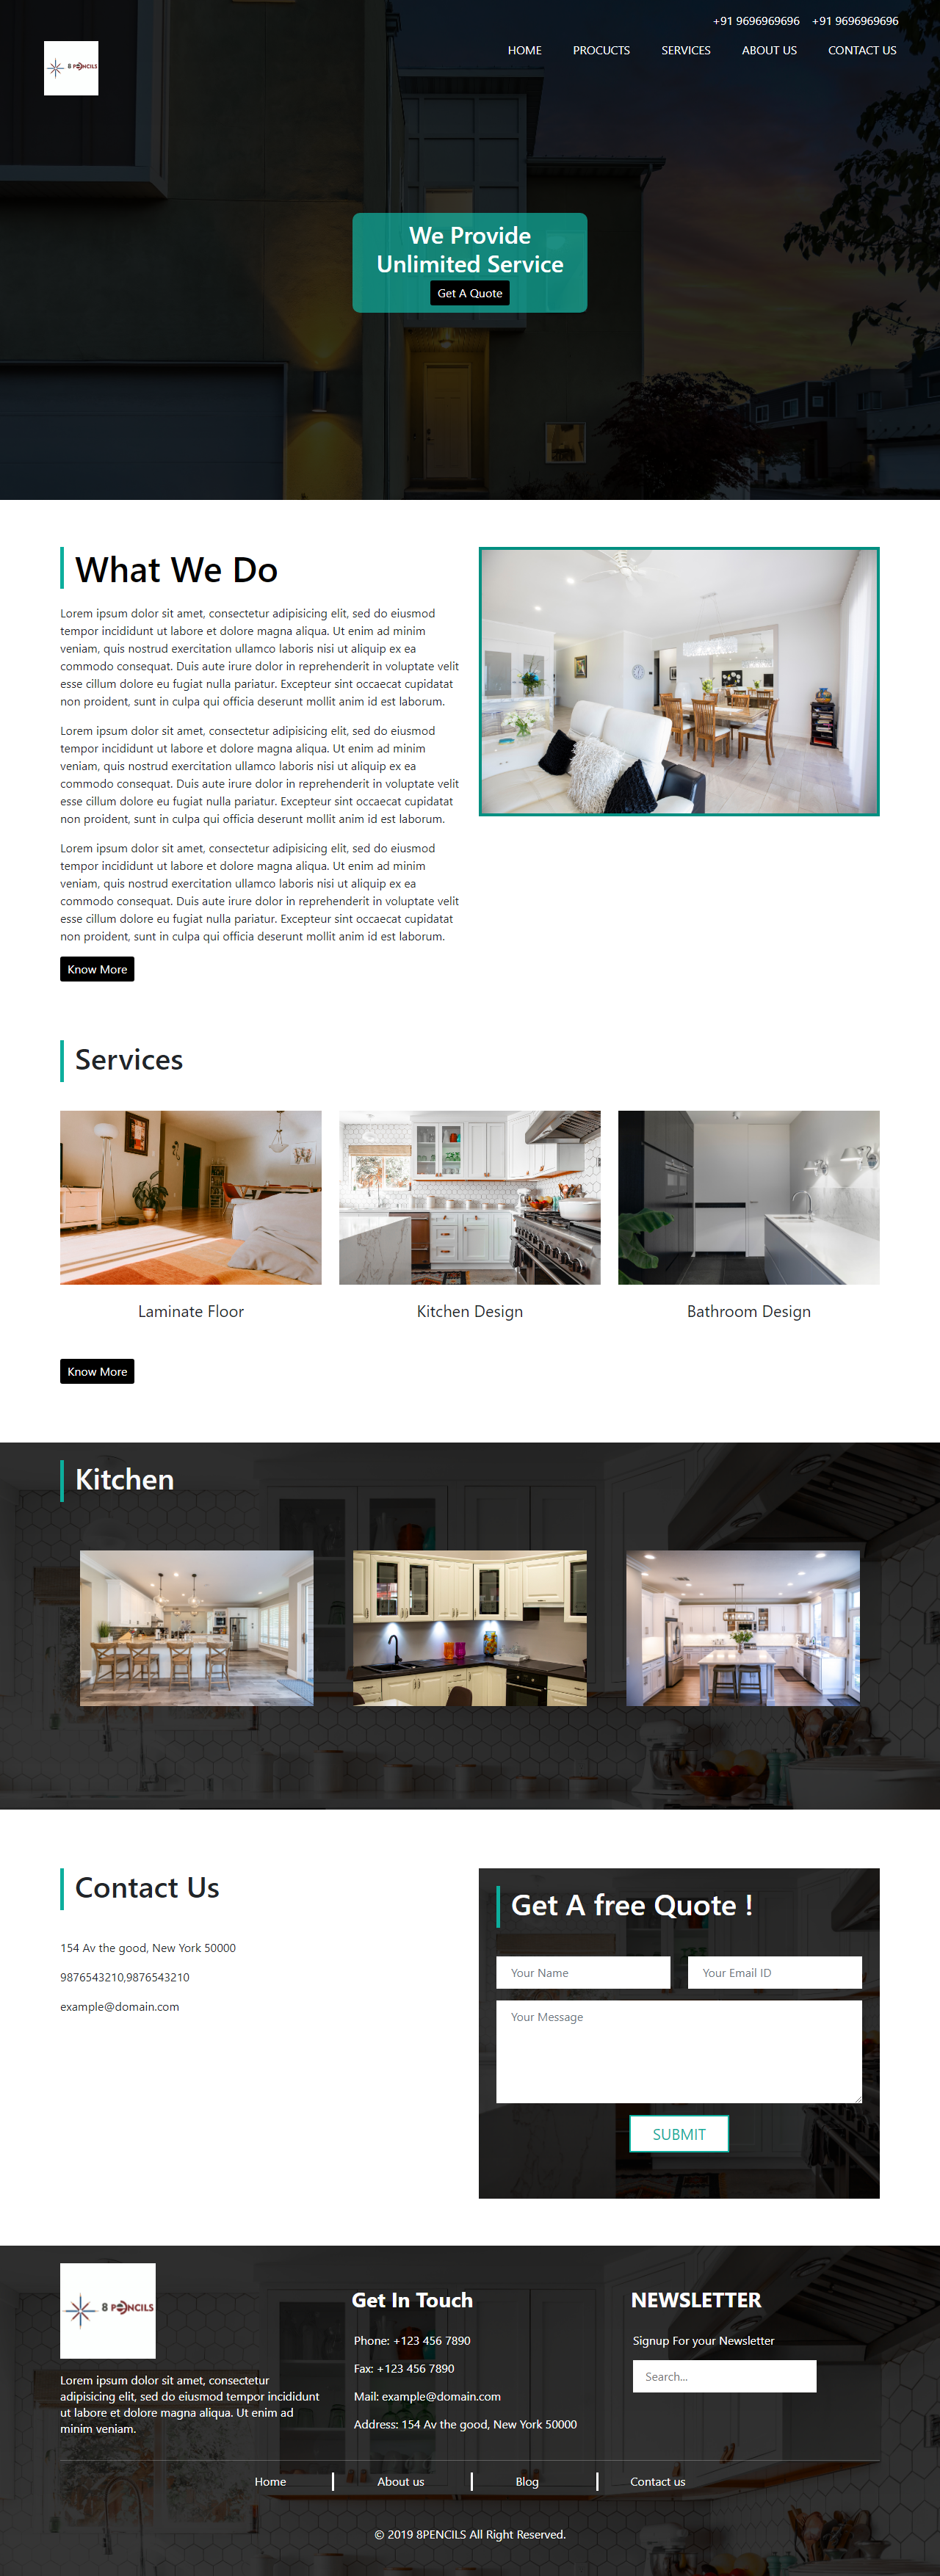 +91 9696969696 +91 9696969696
8 PENCILS
HOME PROCUCTS SERVICES ABOUT US CONTACT US
We Provide
Unlimited Service
Get A Quote
What We Do
Lorem ipsum dolor sit amet, consectetur adipisicing elit, sed do eiusmod
tempor incididunt ut labore et dolore magna aliqua. Ut enim ad minim
veniam, quis nostrud exercitation ullamco laboris nisi ut aliquip ex ea
commodo consequat. Duis aute irure dolor in reprehenderit in voluptate velit
esse cillum dolore eu fugiat nulla pariatur. Excepteur sint occaecat cupidatat
non proident, sunt in culpa qui officia deserunt mollit anim id est laborum.
Lorem ipsum dolor sit amet, consectetur adipisicing elit, sed do eiusmod
tempor incididunt ut labore et dolore magna aliqua. Ut enim ad minim
veniam, quis nostrud exercitation ullamco laboris nisi ut aliquip ex ea
commodo consequat. Duis aute irure dolor in reprehenderit in voluptate velit
esse cillum dolore eu fugiat nulla pariatur. Excepteur sint occaecat cupidatat
non proident, sunt in culpa qui officia deserunt mollit anim id est laborum.
Lorem ipsum dolor sit amet, consectetur adipisicing elit, sed do eiusmod
tempor incididunt ut labore et dolore magna aliqua. Ut enim ad minim
veniam, quis nostrud exercitation ullamco laboris nisi ut aliquip ex ea
commodo consequat. Duis aute irure dolor in reprehenderit in voluptate velit
esse cillum dolore eu fugiat nulla pariatur. Excepteur sint occaecat cupidatat
non proident, sunt in culpa qui officia deserunt mollit anim id est laborum.
Know More
Services
Laminate Floor
Kitchen Design
Bathroom Design
Know More
Kitchen
Contact Us
154 Av the good, New York 50000
9876543210,9876543210
example@domain.com
Get A free Quote !
Your Name
Your Email ID
Your Message
SUBMIT
8 PENCILS
Lorem ipsum dolor sit amet, consectetur
adipisicing elit, sed do eiusmod tempor incididunt
ut labore et dolore magna aliqua. Ut enim ad
minim veniam.
Get In Touch
Phone: +123 456 7890
Fax: +123 456 7890
Mail: example@domain.com
Address: 154 Av the good, New York 50000
NEWSLETTER
Signup For your Newsletter
Search...
Home
About us
Blog
Contact us
© 2019 8PENCILS All Right Reserved.